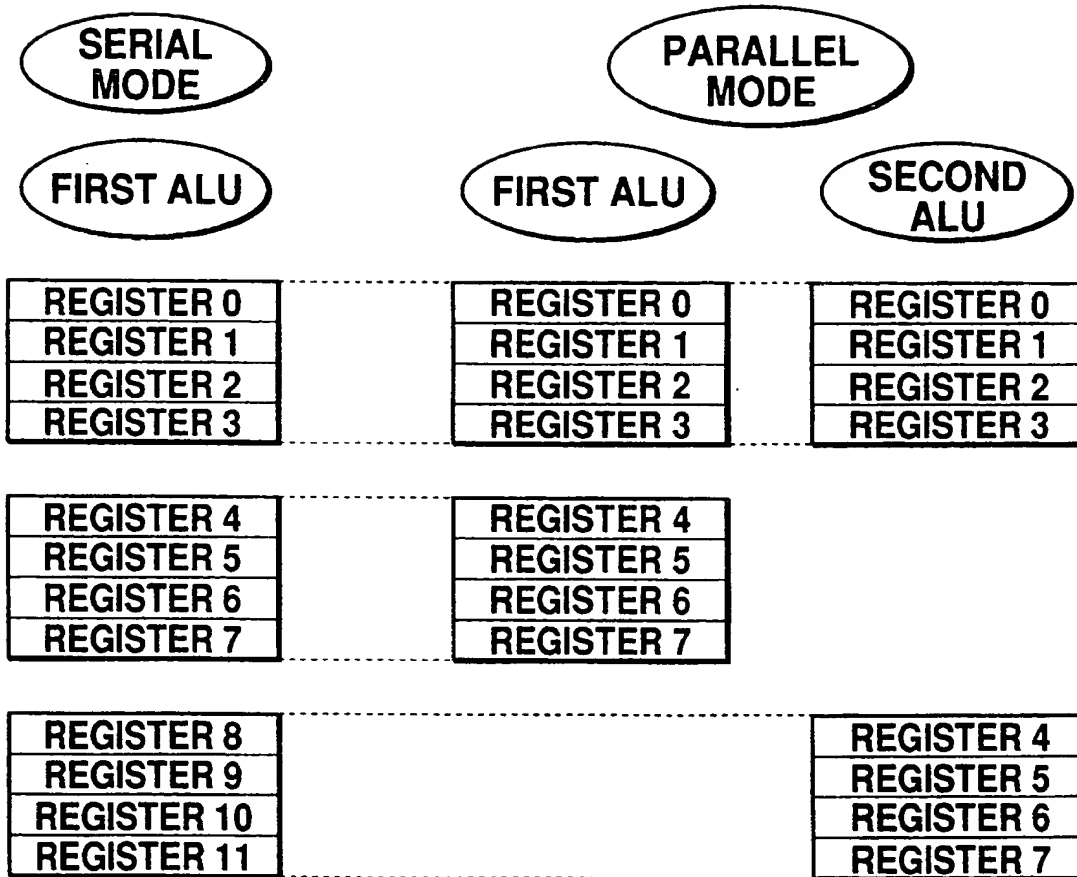 SERIAL
MODE
PARALLEL
MODE
FIRST ALU
FIRST ALU
SECOND
ALU
REGISTER 0
REGISTER 1
REGISTER 2
REGISTER 3
REGISTER 0
REGISTER 1
REGISTER 2
REGISTER 3
REGISTER 0
REGISTER 1
REGISTER 2
REGISTER 3
REGISTER 4
REGISTER 5
REGISTER 6
REGISTER 7
REGISTER 4
REGISTER 5
REGISTER 6
REGISTER 7
REGISTER 8
REGISTER 9
REGISTER 10
REGISTER 11
REGISTER 4
REGISTER 5
REGISTER 6
REGISTER 7